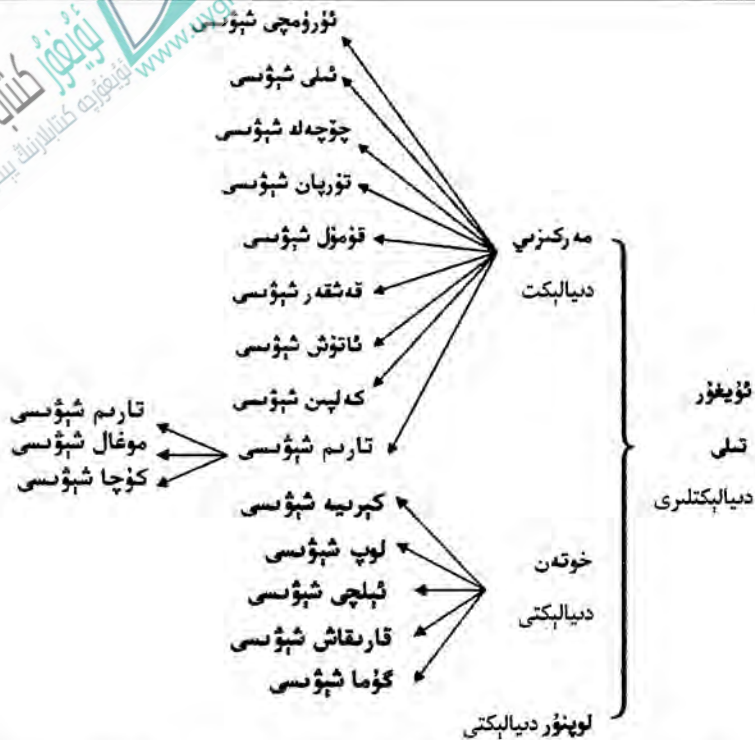 ئۇيغۇر
تىلى
دىيالېكتلىرى
مەركىزىي
دىيالېكت
ئۈرۈمچى شېۋىسى
ئىلى شېۋىسى
چۆچەك شېۋىسى
تۇرپان شېۋىسى
قۇمۇل شېۋىسى
قەشقەر شېۋىسى
ئاتۇش شېۋىسى
كەلپىن شېۋىسى
تارىم شېۋىسى
تارىم شېۋىسى
موغال شېۋىسى
كۇچا شېۋىسى
خوتەن
دىيالېكتى
كېرىيە شېۋىسى
لوپ شېۋىسى
ئېلچى شېۋىسى
قارىقاش شېۋىسى
گۇما شېۋىسى
لوپنۇر دىيالېكتى
ئۇيغۇر